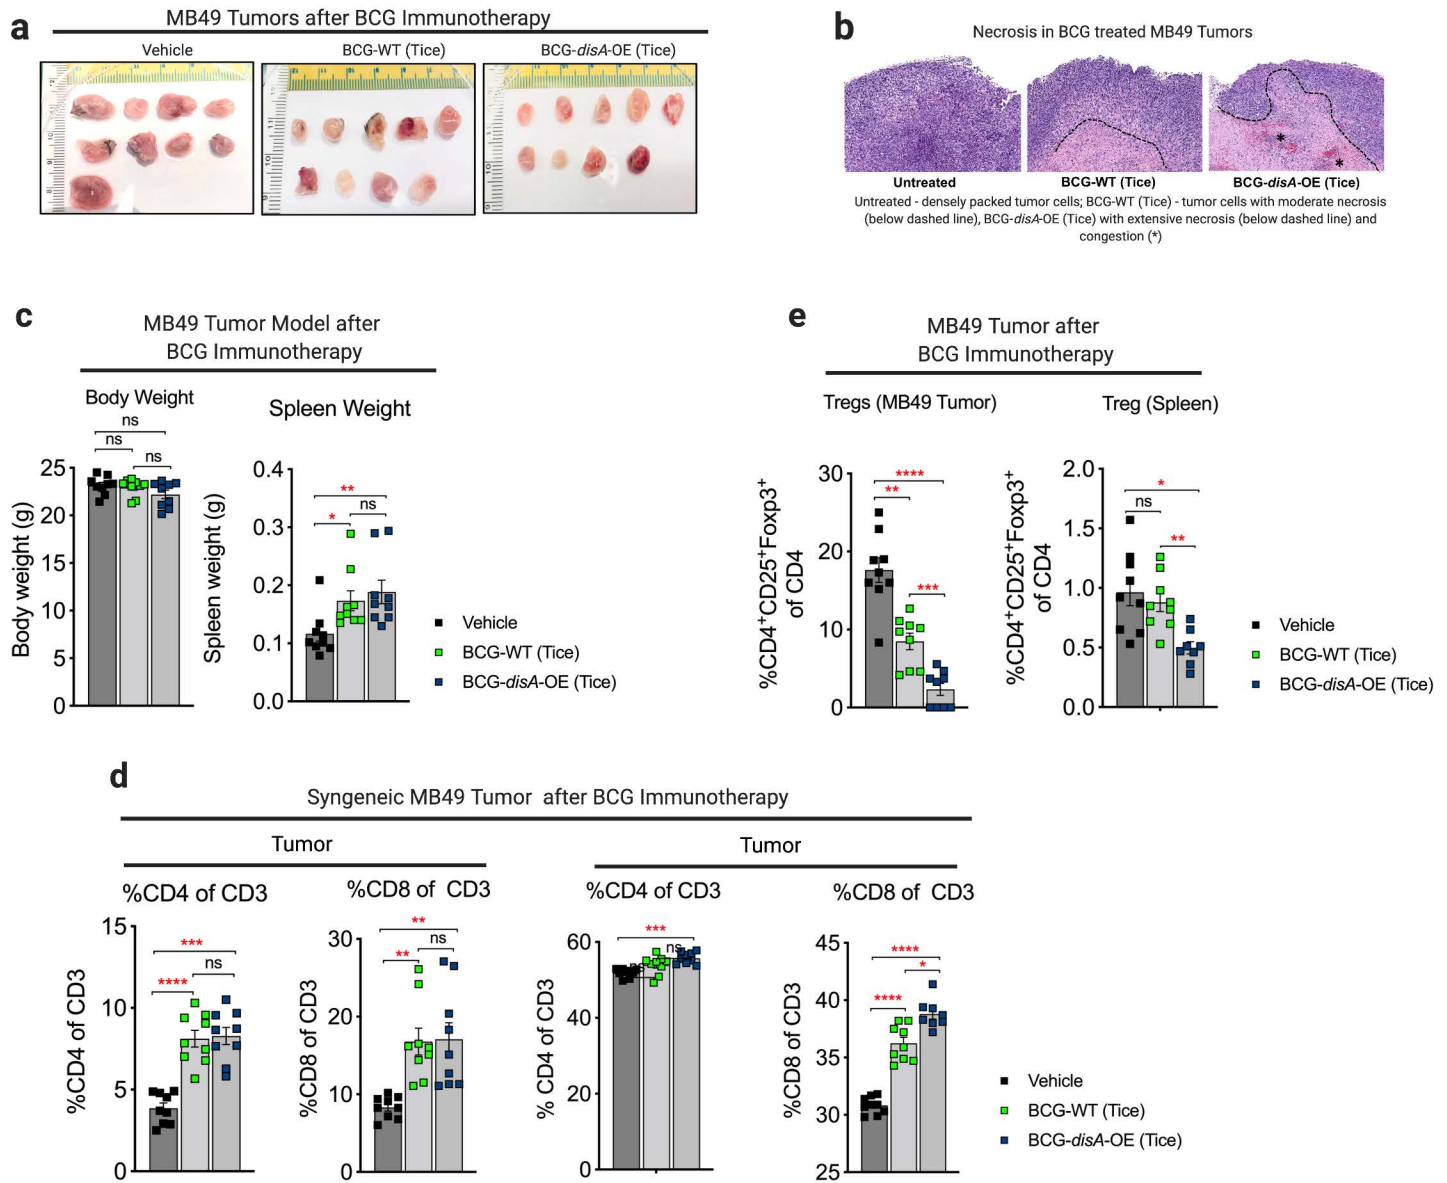 a
MB49 Tumors after BCG Immunotherapy
Vehicle
BCG-WT (Tice)
BCG-disA-OE (Tice)
b
Necrosis in BCG treated MB49 Tumors
Untreated
BCG-WT (Tice)
BCG-disA-OE (Tice)
Untreated - densely packed tumor cells; BCG-WT (Tice) - tumor cells with moderate necrosis
(below dashed line), BCG-disA-OE (Tice) with extensive necrosis (below dashed line) and
congestion (*)
c
MB49 Tumor Model after
BCG Immunotherapy
Body Weight
ns
ns
ns
Body weight (g)
25
20
15
10
5
0
Spleen Weight
**
ns
*
Spleen weight (g)
0.4
0.3
0.2
0.1
0.0
Vehicle
BCG-WT (Tice)
BCG-disA-OE (Tice)
e
MB49 Tumor after
BCG Immunotherapy
Tregs (MB49 Tumor)
****
**
***
%CD4⁺CD25⁺Foxp3⁺
of CD4
30
20
10
0
Treg (Spleen)
*
ns
**
%CD4⁺CD25⁺Foxp3⁺
of CD4
2.0
1.5
1.0
0.5
0.0
Vehicle
BCG-WT (Tice)
BCG-disA-OE (Tice)
d
Syngeneic MB49 Tumor after BCG Immunotherapy
Tumor
%CD4 of CD3
***
ns
****
%CD4 of CD3
15
10
5
0
%CD8 of CD3
**
ns
**
%CD8 of CD3
30
20
10
0
Tumor
%CD4 of CD3
***
ns
ns
% CD4 of CD3
60
40
20
0
%CD8 of CD3
****
*
****
%CD8 of CD3
45
40
35
30
25
Vehicle
BCG-WT (Tice)
BCG-disA-OE (Tice)